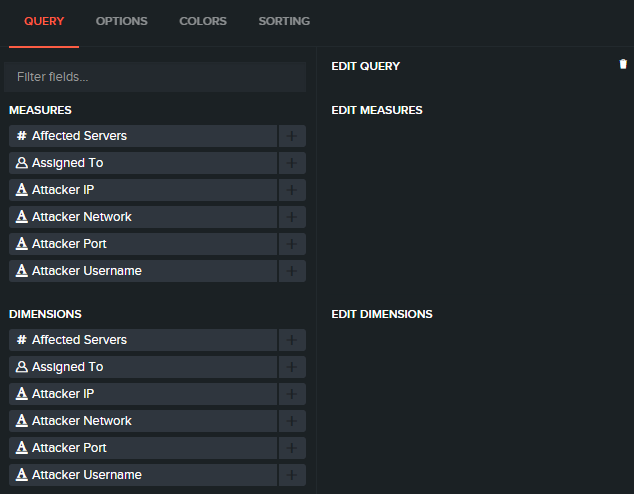 QUERY OPTIONS COLORS SORTING
Filter fields...
MEASURES
# Affected Servers +
Assigned To +
A Attacker IP +
A Attacker Network +
A Attacker Port +
A Attacker Username +
DIMENSIONS
# Affected Servers +
Assigned To +
A Attacker IP +
A Attacker Network +
A Attacker Port +
A Attacker Username +
EDIT QUERY
EDIT MEASURES
EDIT DIMENSIONS